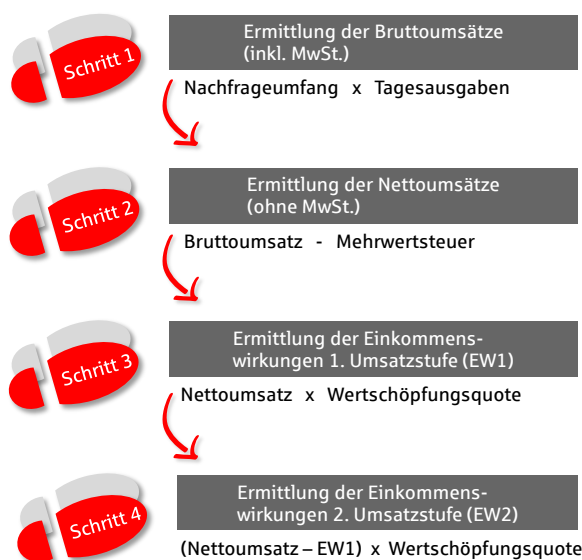 Schritt 1
Ermittlung der Bruttoumsätze
(inkl. MwSt.)
Nachfrageumfang x Tagesausgaben
Schritt 2
Ermittlung der Nettoumsätze
(ohne MwSt.)
Bruttoumsatz - Mehrwertsteuer
Schritt 3
Ermittlung der Einkommens-
wirkungen 1. Umsatzstufe (EW1)
Nettoumsatz x Wertschöpfungsquote
Schritt 4
Ermittlung der Einkommens-
wirkungen 2. Umsatzstufe (EW2)
(Nettoumsatz – EW1) x Wertschöpfungsquote